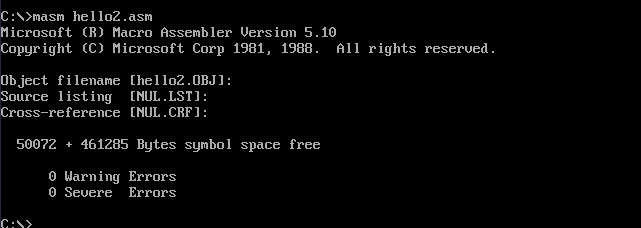 C:\>masm hello2.asm
Microsoft (R) Macro Assembler Version 5.10
Copyright (C) Microsoft Corp 1981, 1988.  All rights reserved.
Object filename [hello2.OBJ]:
Source listing  [NUL.LST]:
Cross-reference [NUL.CRF]:
50072 + 461285 Bytes symbol space free
0 Warning Errors
0 Severe  Errors
C:\>